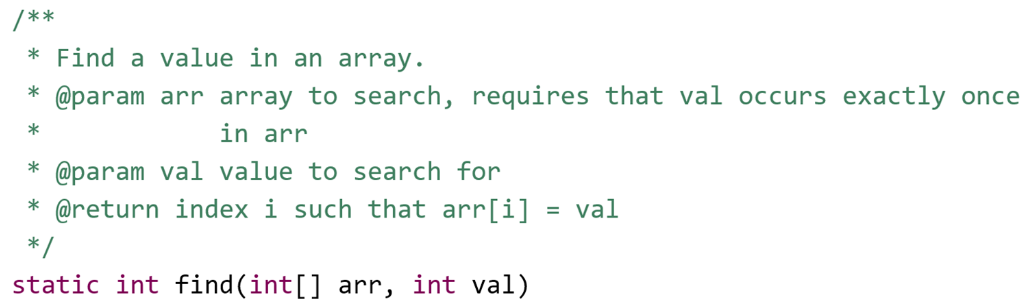 /**
 * Find a value in an array.
 * @param arr array to search, requires that val occurs exactly once
 *            in arr
 * @param val value to search for
 * @return index i such that arr[i] = val
 */
static int find(int[] arr, int val)